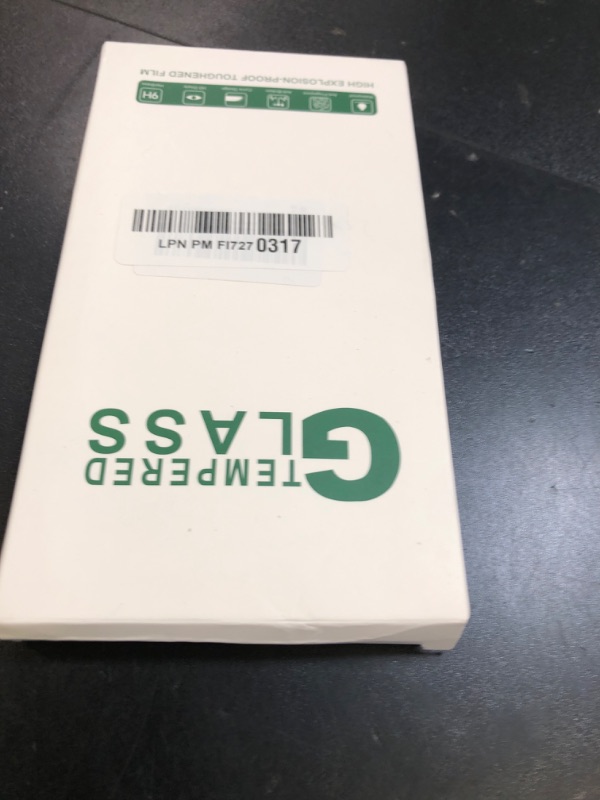 TEMPERED
GLASS
LPN PM FI727 0317
9H
HIGH EXPLOSION-PROOF TOUGHENED FILM